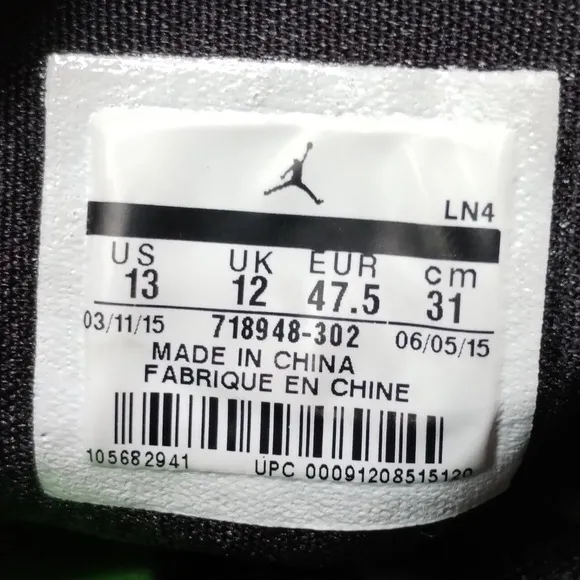 LN4
US UK EUR cm
13 12 47.5 31
03/11/15 718948-302 06/05/15
MADE IN CHINA
FABRIQUE EN CHINE
105682941 UPC 00091208515120